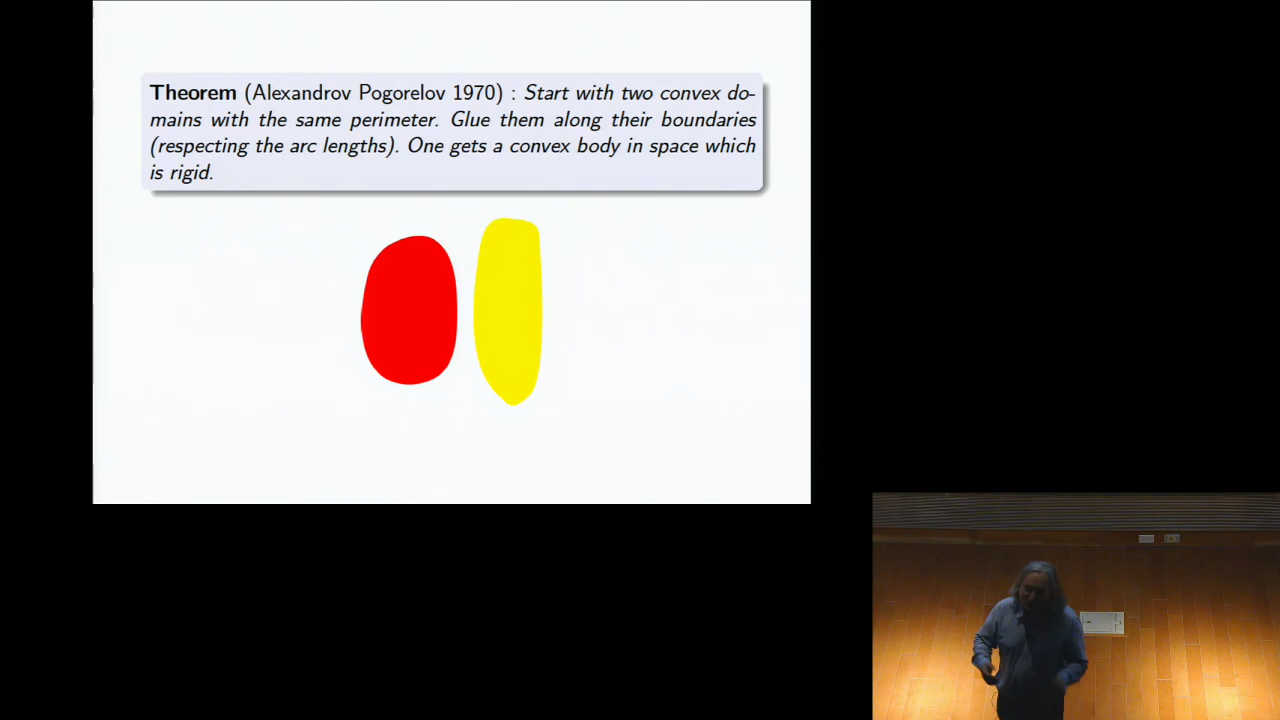 Theorem (Alexandrov Pogorelov 1970) : Start with two convex do-
mains with the same perimeter. Glue them along their boundaries
(respecting the arc lengths). One gets a convex body in space which
is rigid.